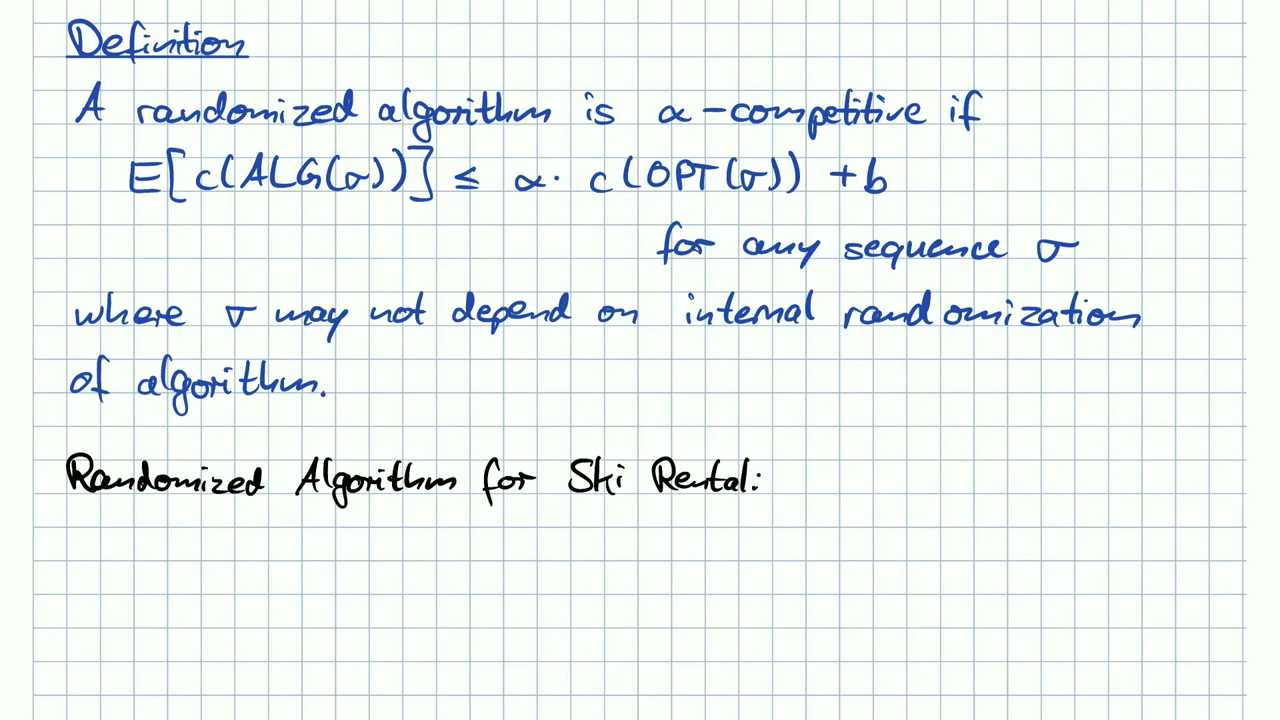 Definition
A randomized algorithm is α-competitive if
E[c(ALG(σ))] ≤ α · c(OPT(σ)) + b
for any sequence σ
where σ may not depend on internal randomization
of algorithm.
Randomized Algorithm for Ski Rental: